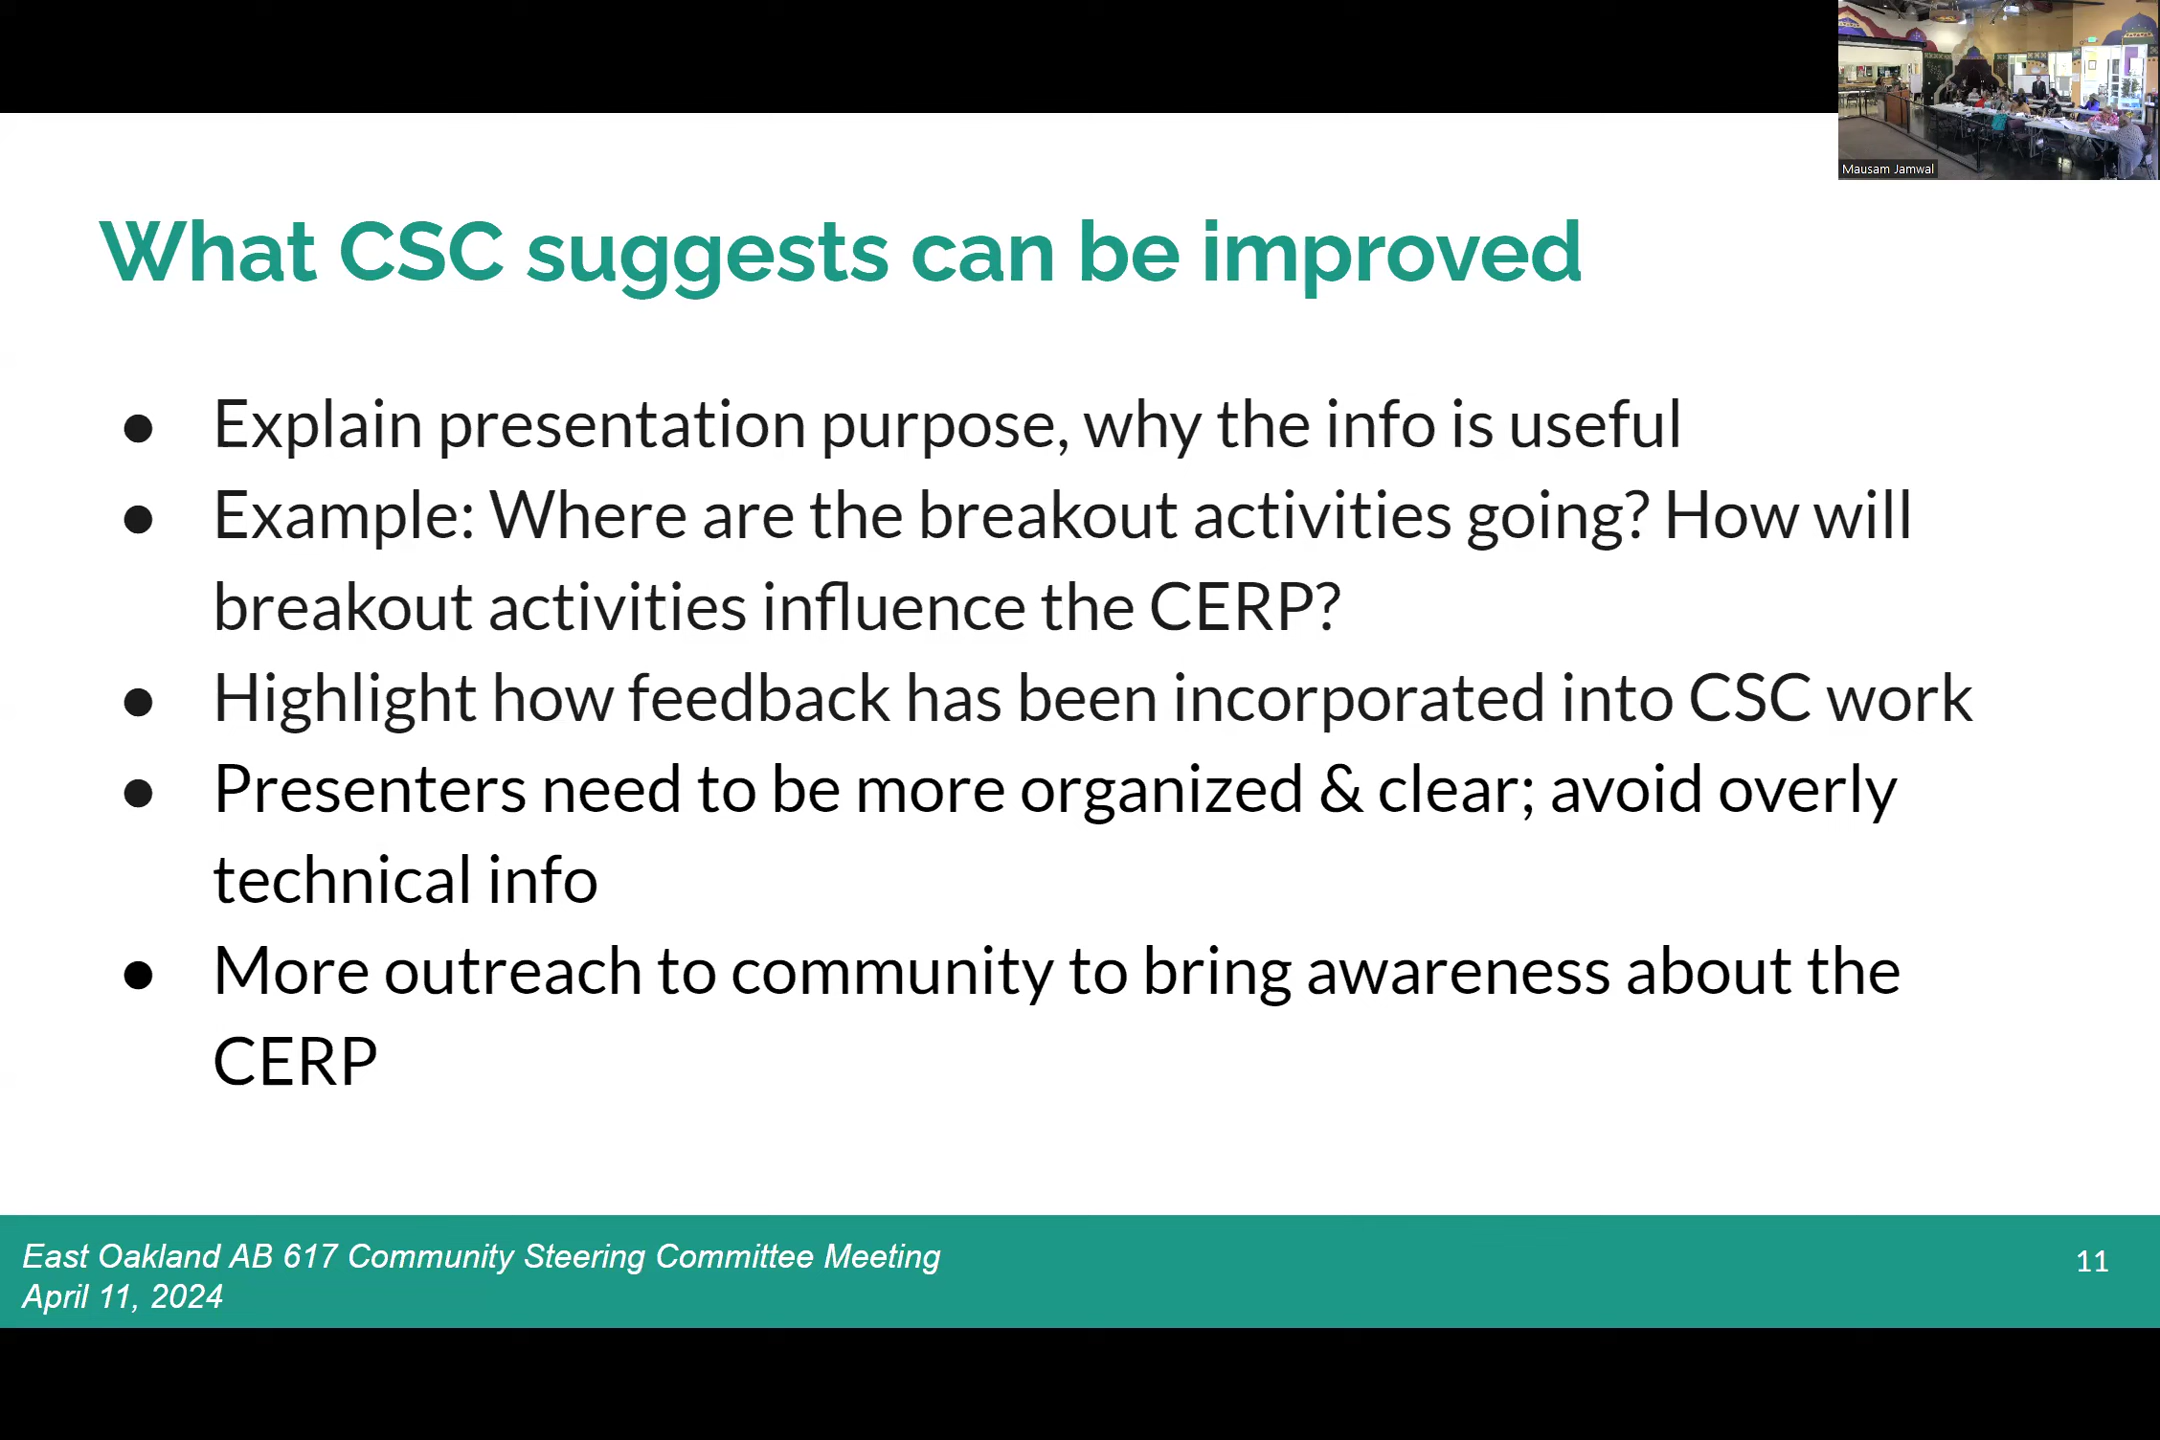 Mausam Jamwal
What CSC suggests can be improved
● Explain presentation purpose, why the info is useful
● Example: Where are the breakout activities going? How will
breakout activities influence the CERP?
● Highlight how feedback has been incorporated into CSC work
● Presenters need to be more organized & clear; avoid overly
technical info
● More outreach to community to bring awareness about the
CERP
East Oakland AB 617 Community Steering Committee Meeting
April 11, 2024
11